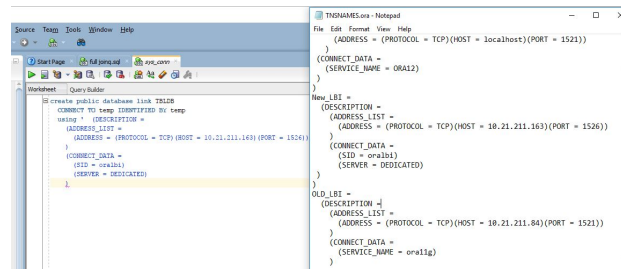 Source Team Tools Window Help
Start Page full joinq.sql sys_conn
Worksheet Query Builder
create public database link TBLDB
CONNECT TO temp IDENTIFIED BY temp
using ' (DESCRIPTION =
(ADDRESS_LIST =
(ADDRESS = (PROTOCOL = TCP)(HOST = 10.21.211.163)(PORT = 1526))
)
(CONNECT_DATA =
(SID = oralbi)
(SERVER = DEDICATED)
)
TNSNAMES.ora - Notepad
File Edit Format View Help
(ADDRESS = (PROTOCOL = TCP)(HOST = localhost)(PORT = 1521))
)
(CONNECT_DATA =
(SERVICE_NAME = ORA12)
)
)
New_LBI =
(DESCRIPTION =
(ADDRESS_LIST =
(ADDRESS = (PROTOCOL = TCP)(HOST = 10.21.211.163)(PORT = 1526))
)
(CONNECT_DATA =
(SID = oralbi)
(SERVER = DEDICATED)
)
)
OLD_LBI =
(DESCRIPTION =
(ADDRESS_LIST =
(ADDRESS = (PROTOCOL = TCP)(HOST = 10.21.211.84)(PORT = 1521))
)
(CONNECT_DATA =
(SERVICE_NAME = ora11g)
)